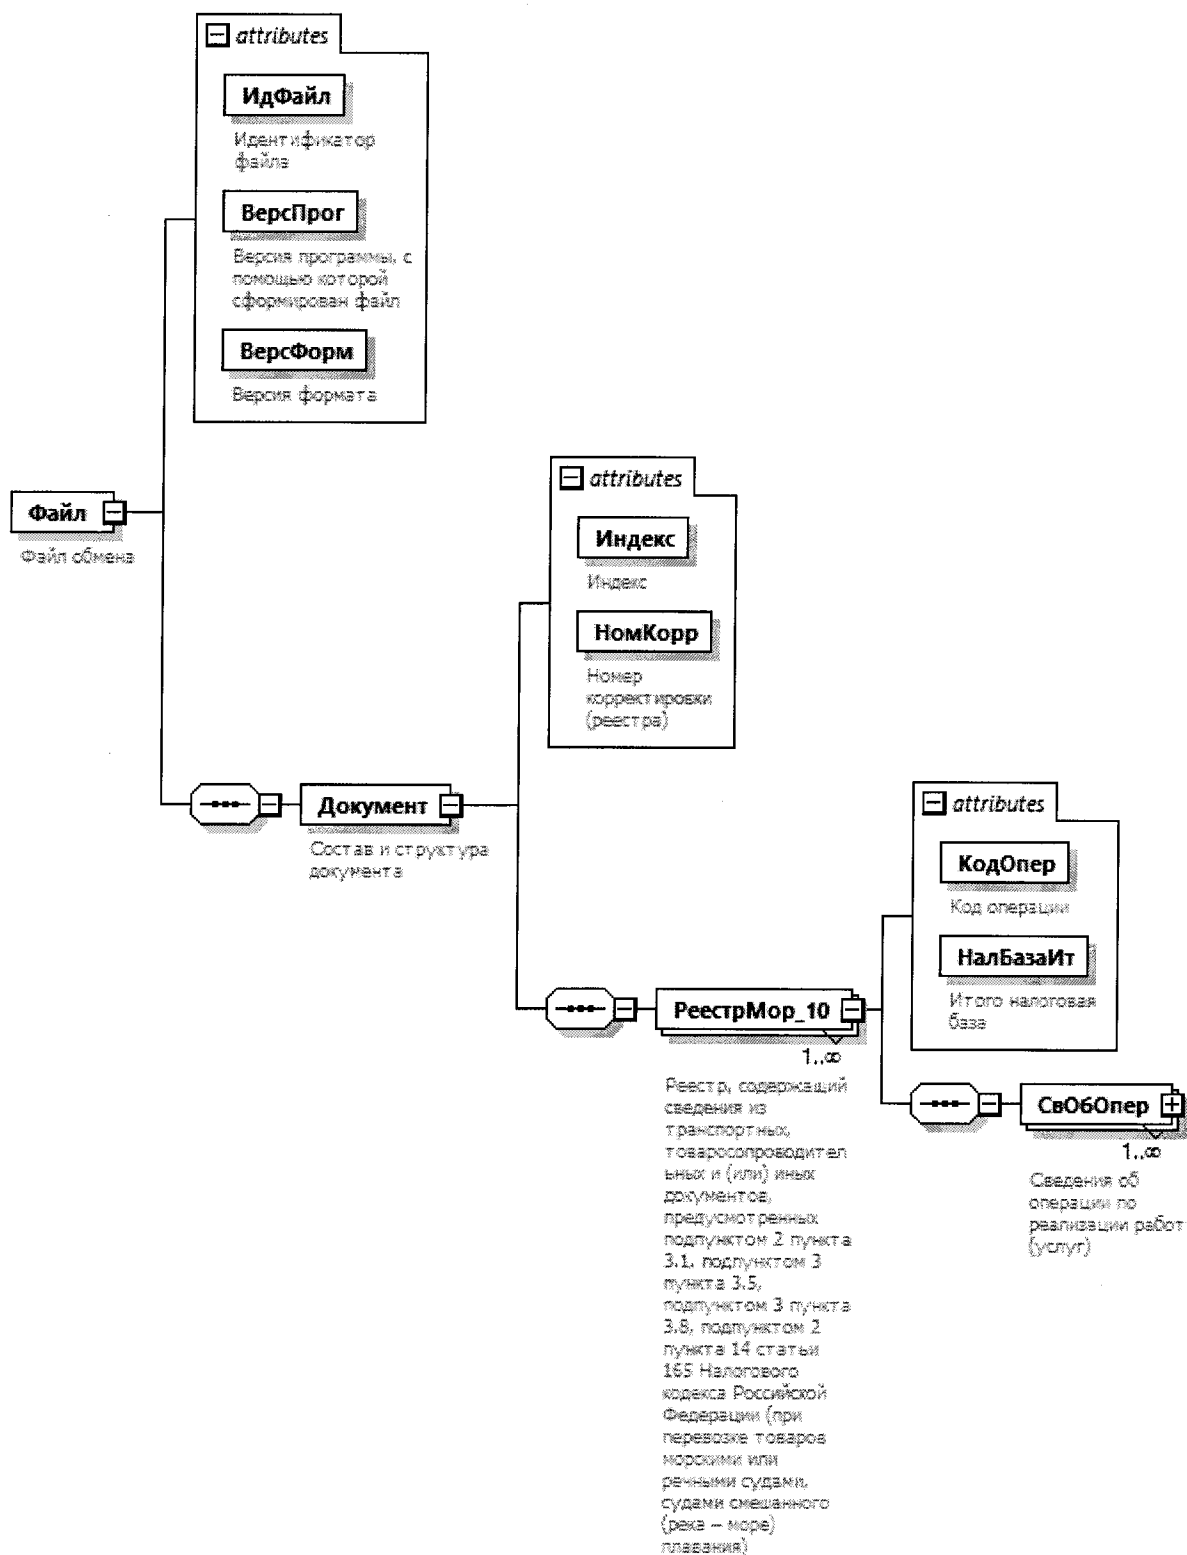 attributes
ИдФайл
Идентификатор
файла
ВерсПрог
Версия программы, с
помощью которой
сформирован файл
ВерсФорм
Версия формата
Файл
Файл обмена
attributes
Индекс
Индекс
НомКорр
Номер
корректировки
(реестра)
Документ
Состав и структура
документа
attributes
КодОпер
Код операции
НалБазаИт
Итого налоговая
база
РеестрМор_10
1..∞
Реестр, содержащий
сведения из
транспортных,
товаросопроводител
ьных и (или) иных
документов,
предусмотренных
подпунктом 2 пункта
3.1, подпунктом 3
пункта 3.5,
подпунктом 3 пункта
3.8, подпунктом 2
пункта 14 статьи
165 Налогового
кодекса Российской
Федерации (при
перевозке товаров
морскими или
речными судами,
судами смешанного
(река – море)
плавания)
СвОбОпер
1..∞
Сведения об
операции по
реализации работ
(услуг)